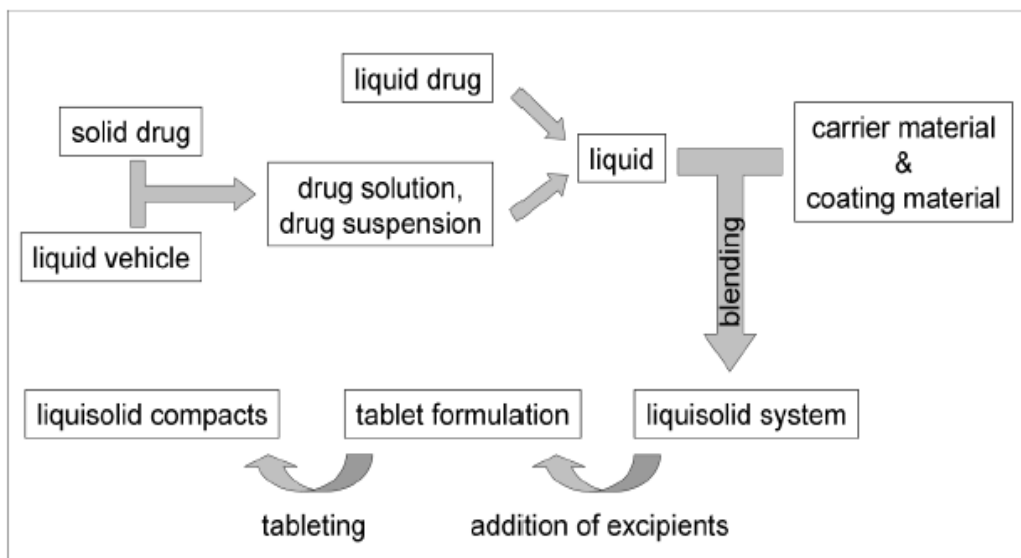 liquid drug
solid drug
liquid vehicle
drug solution,
drug suspension
liquid
carrier material
&
coating material
blending
liquisolid system
tablet formulation
liquisolid compacts
addition of excipients
tableting